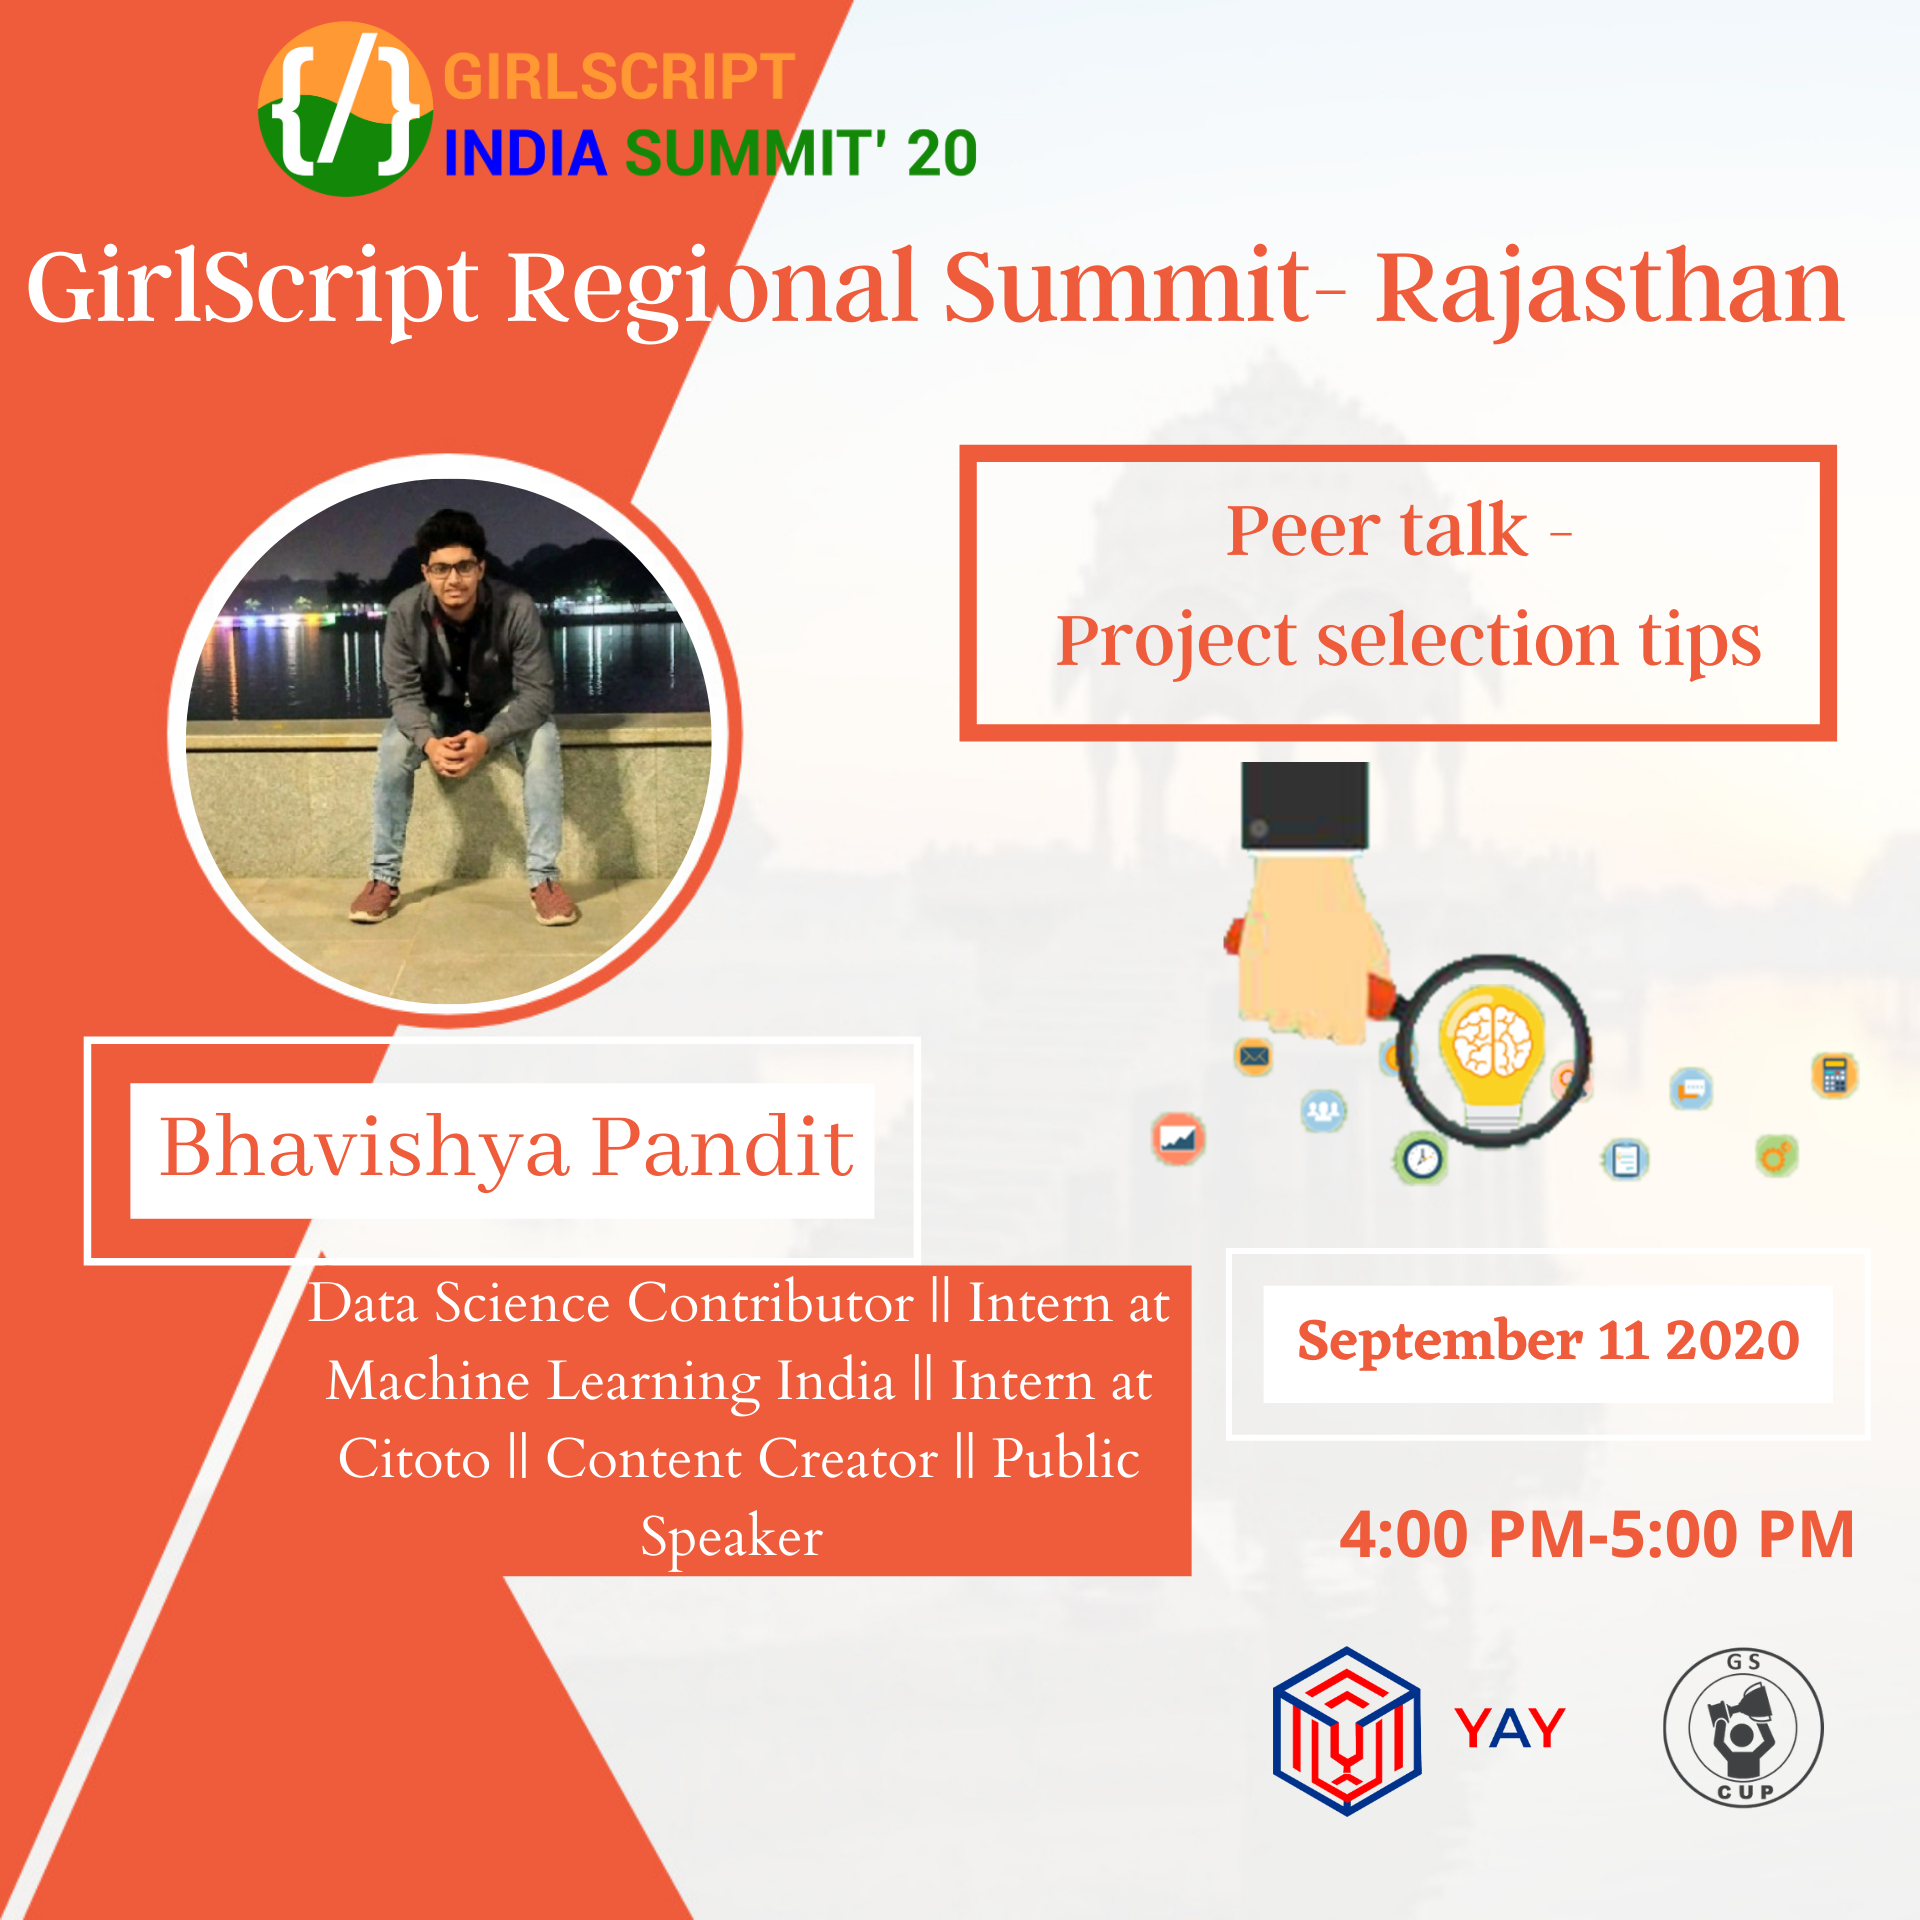 {/} GIRLSCRIPT
INDIA SUMMIT' 20
GirlScript Regional Summit- Rajasthan
Peer talk -
Project selection tips
Bhavishya Pandit
Data Science Contributor || Intern at
Machine Learning India || Intern at
Citoto || Content Creator || Public
Speaker
September 11 2020
4:00 PM-5:00 PM
YAY
GS
CUP